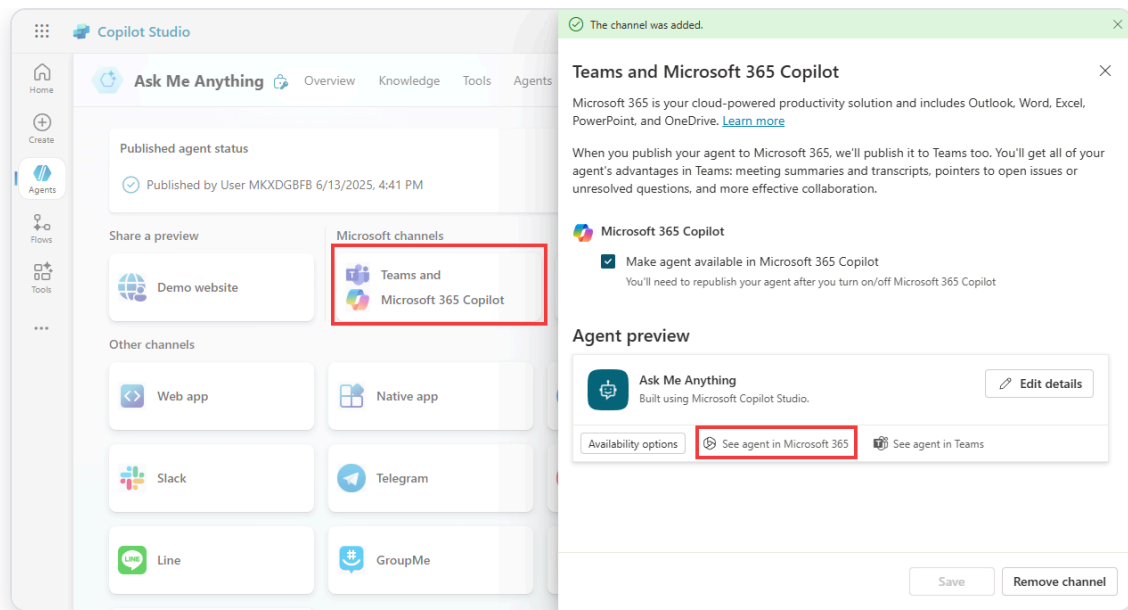 Copilot Studio
Home
Create
Agents
Flows
Tools
Ask Me Anything
Overview
Knowledge
Tools
Agents
Published agent status
Published by User MKXDGBFB 6/13/2025, 4:41 PM
Share a preview
Microsoft channels
Demo website
Teams and
Microsoft 365 Copilot
Other channels
Web app
Native app
Slack
Telegram
LINE
Line
GroupMe
The channel was added.
Teams and Microsoft 365 Copilot
Microsoft 365 is your cloud-powered productivity solution and includes Outlook, Word, Excel,
PowerPoint, and OneDrive. Learn more
When you publish your agent to Microsoft 365, we'll publish it to Teams too. You'll get all of your
agent's advantages in Teams: meeting summaries and transcripts, pointers to open issues or
unresolved questions, and more effective collaboration.
Microsoft 365 Copilot
Make agent available in Microsoft 365 Copilot
You'll need to republish your agent after you turn on/off Microsoft 365 Copilot
Agent preview
Ask Me Anything
Built using Microsoft Copilot Studio.
Edit details
Availability options
See agent in Microsoft 365
See agent in Teams
Save
Remove channel